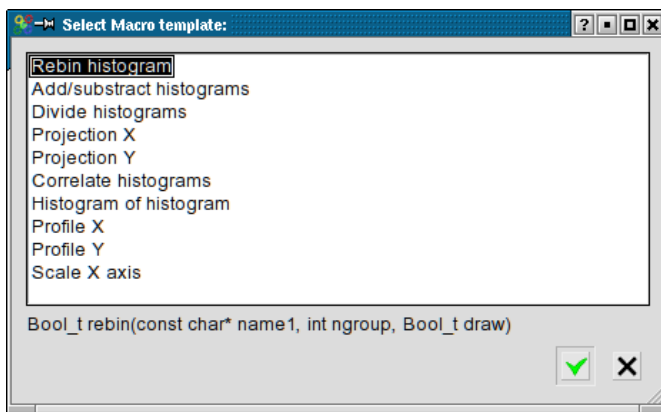 Select Macro template:
Rebin histogram
Add/substract histograms
Divide histograms
Projection X
Projection Y
Correlate histograms
Histogram of histogram
Profile X
Profile Y
Scale X axis
Bool_t rebin(const char* name1, int ngroup, Bool_t draw)